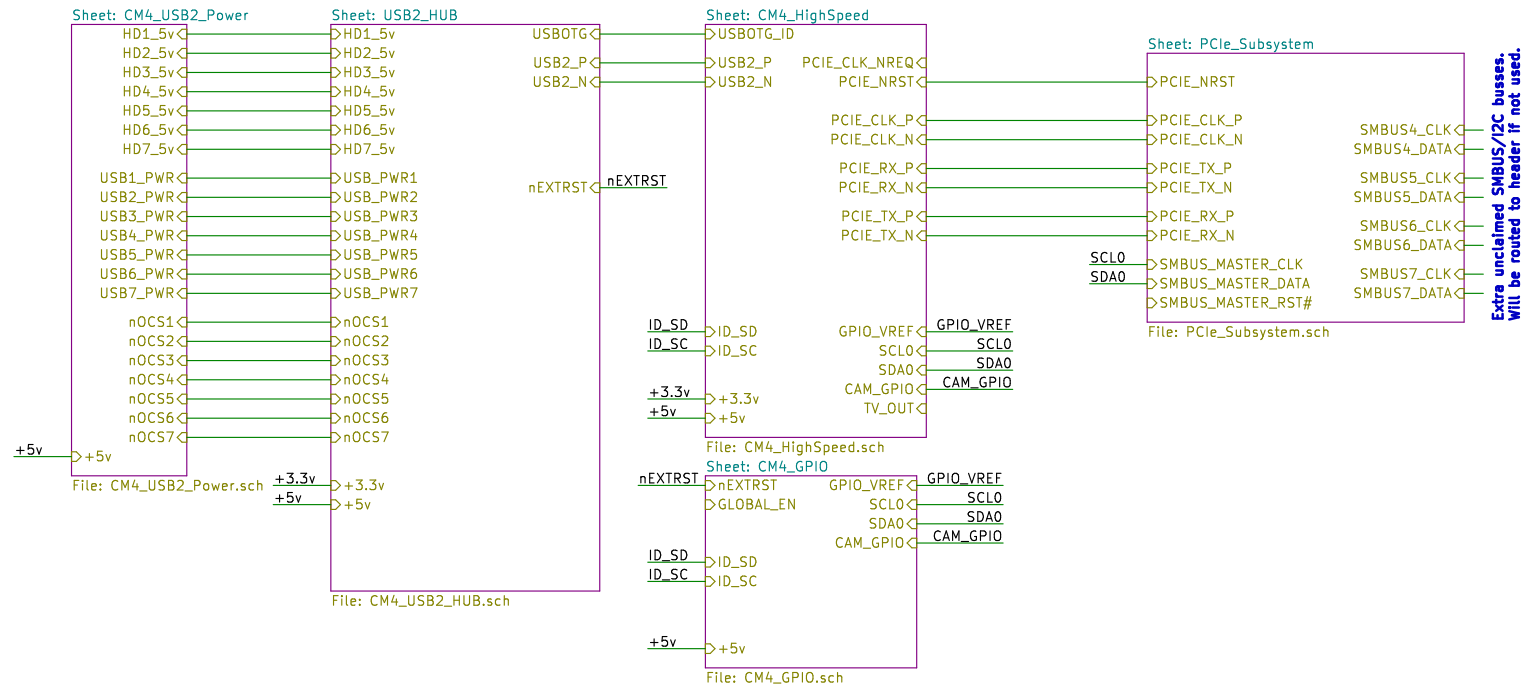 Sheet: CM4_USB2_Power
HD1_5v
HD2_5v
HD3_5v
HD4_5v
HD5_5v
HD6_5v
HD7_5v
USB1_PWR
USB2_PWR
USB3_PWR
USB4_PWR
USB5_PWR
USB6_PWR
USB7_PWR
nOCS1
nOCS2
nOCS3
nOCS4
nOCS5
nOCS6
nOCS7
+5v
+5v
File: CM4_USB2_Power.sch
Sheet: USB2_HUB
HD1_5v
HD2_5v
HD3_5v
HD4_5v
HD5_5v
HD6_5v
HD7_5v
USB_PWR1
USB_PWR2
USB_PWR3
USB_PWR4
USB_PWR5
USB_PWR6
USB_PWR7
nOCS1
nOCS2
nOCS3
nOCS4
nOCS5
nOCS6
nOCS7
+3.3v
+3.3v
+5v
+5v
USBOTG
USB2_P
USB2_N
nEXTRST
nEXTRST
File: CM4_USB2_HUB.sch
Sheet: CM4_HighSpeed
USBOTG_ID
USB2_P
USB2_N
ID_SD
ID_SD
ID_SC
ID_SC
+3.3v
+3.3v
+5v
+5v
PCIE_CLK_NREQ
PCIE_NRST
PCIE_CLK_P
PCIE_CLK_N
PCIE_RX_P
PCIE_RX_N
PCIE_TX_P
PCIE_TX_N
GPIO_VREF
GPIO_VREF
SCL0
SCL0
SDA0
SDA0
CAM_GPIO
CAM_GPIO
TV_OUT
File: CM4_HighSpeed.sch
Sheet: CM4_GPIO
nEXTRST
nEXTRST
GLOBAL_EN
ID_SD
ID_SD
ID_SC
ID_SC
+5v
+5v
GPIO_VREF
GPIO_VREF
SCL0
SCL0
SDA0
SDA0
CAM_GPIO
CAM_GPIO
File: CM4_GPIO.sch
Sheet: PCIe_Subsystem
PCIE_NRST
PCIE_CLK_P
PCIE_CLK_N
PCIE_TX_P
PCIE_TX_N
PCIE_RX_P
PCIE_RX_N
SCL0
SMBUS_MASTER_CLK
SDA0
SMBUS_MASTER_DATA
SMBUS_MASTER_RST#
SMBUS4_CLK
SMBUS4_DATA
SMBUS5_CLK
SMBUS5_DATA
SMBUS6_CLK
SMBUS6_DATA
SMBUS7_CLK
SMBUS7_DATA
File: PCIe_Subsystem.sch
Extra unclaimed SMBUS/I2C busses.
Will be routed to header if not used.